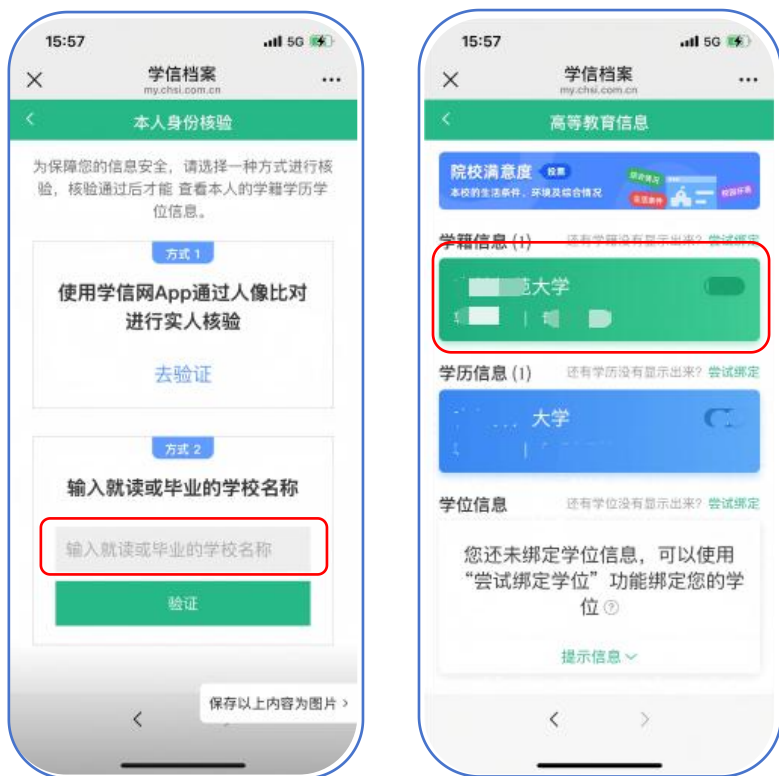 15:57
5G
学信档案
my.chsi.com.cn
本人身份核验
为保障您的信息安全，请选择一种方式进行核
验，核验通过后才能 查看本人的学籍学历学
位信息。
方式 1
使用学信网App通过人像比对
进行实人核验
去验证
方式 2
输入就读或毕业的学校名称
输入就读或毕业的学校名称
验证
保存以上内容为图片 >
15:57
5G
学信档案
my.chsi.com.cn
高等教育信息
院校满意度 投票
本校的生活条件、环境及综合情况
学籍信息 (1) 还有学籍没有显示出来? 尝试绑定
范大学
学历信息 (1) 还有学历没有显示出来? 尝试绑定
大学
学位信息 还有学位没有显示出来? 尝试绑定
您还未绑定学位信息，可以使用
“尝试绑定学位”功能绑定您的学
位
提示信息